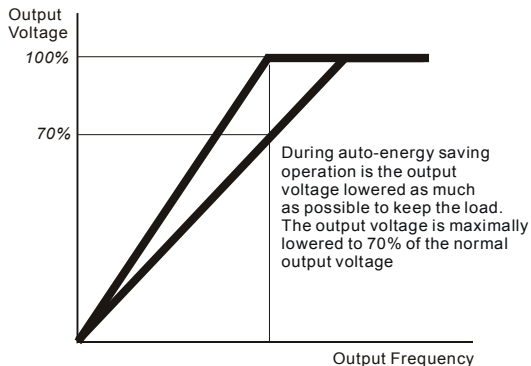 Output
Voltage
100%
70%
During auto-energy saving
operation is the output
voltage lowered as much
as possible to keep the load.
The output voltage is maximally
lowered to 70% of the normal
output voltage
Output Frequency